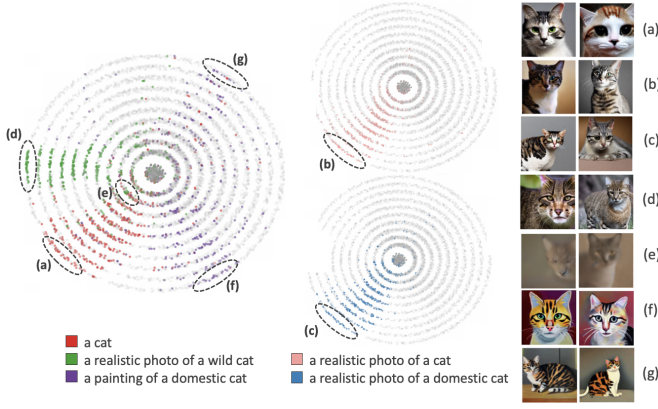 (g)
(a)
(d)
(b)
(e)
(b)
(c)
(a)
(d)
(f)
(e)
(c)
(f)
a cat
a realistic photo of a cat
a realistic photo of a wild cat
a painting of a domestic cat
a realistic photo of a domestic cat
(g)